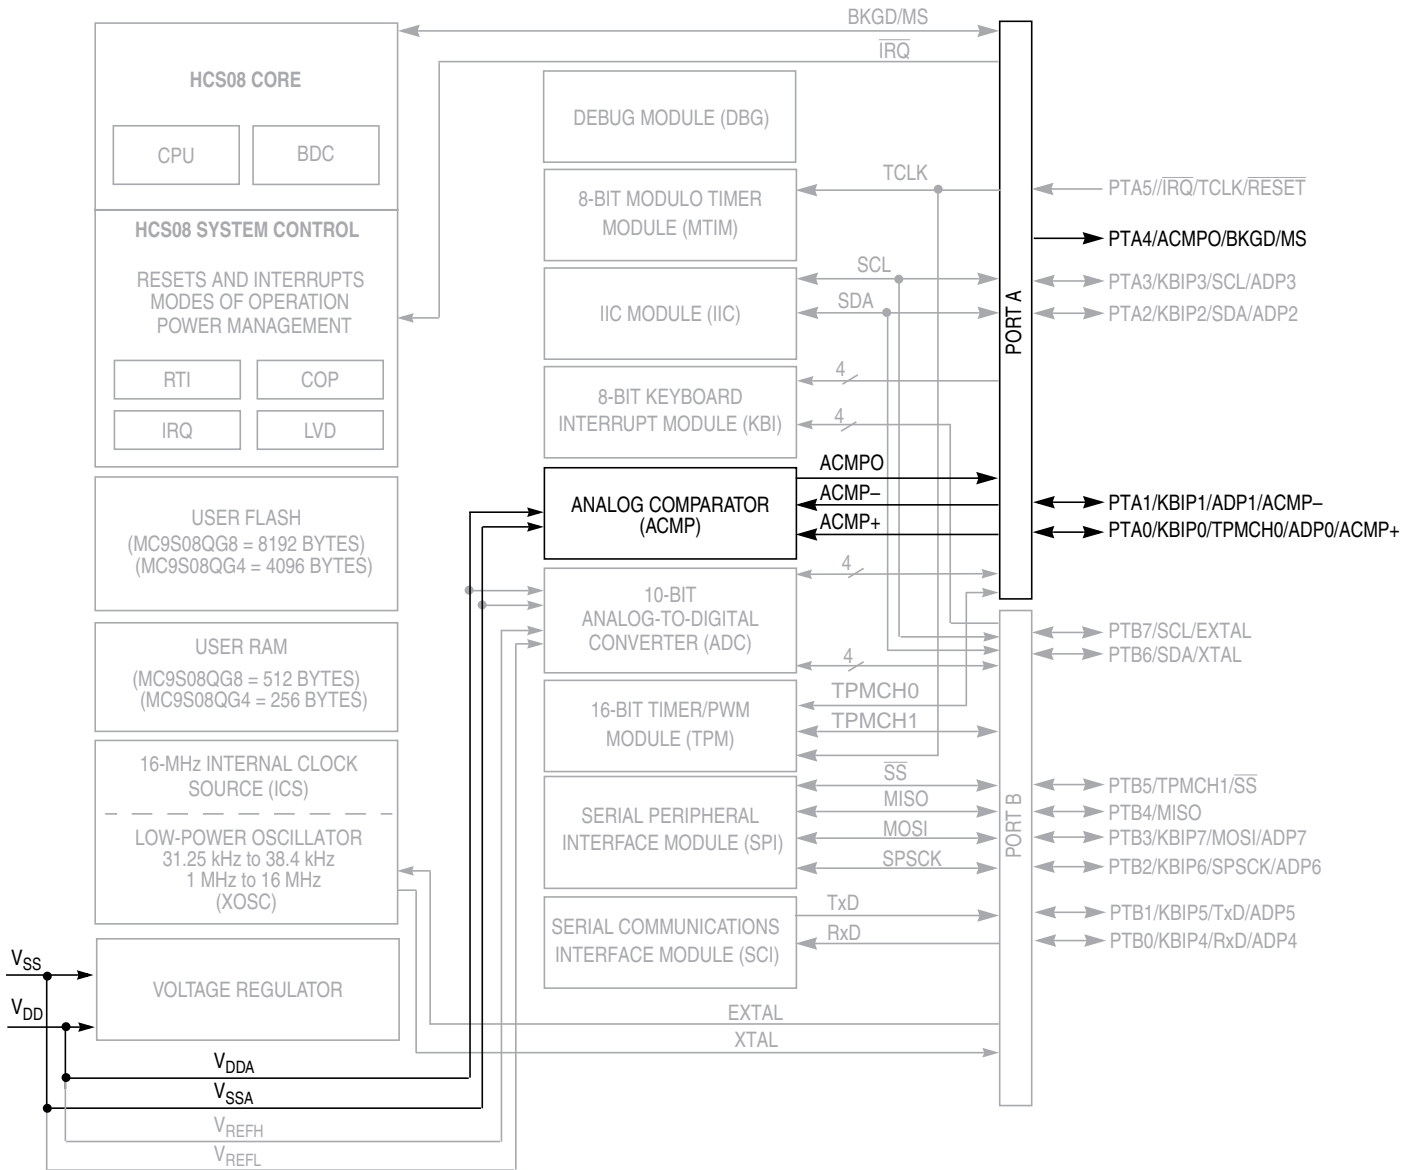 BKGD/MS
IRQ
HCS08 CORE
CPU
BDC
HCS08 SYSTEM CONTROL
RESETS AND INTERRUPTS
MODES OF OPERATION
POWER MANAGEMENT
RTI
COP
IRQ
LVD
USER FLASH
(MC9S08QG8 = 8192 BYTES)
(MC9S08QG4 = 4096 BYTES)
USER RAM
(MC9S08QG8 = 512 BYTES)
(MC9S08QG4 = 256 BYTES)
16-MHz INTERNAL CLOCK
SOURCE (ICS)
LOW-POWER OSCILLATOR
31.25 kHz to 38.4 kHz
1 MHz to 16 MHz
(XOSC)
VOLTAGE REGULATOR
VSS
VDD
VDDA
VSSA
VREFH
VREFL
DEBUG MODULE (DBG)
8-BIT MODULO TIMER
MODULE (MTIM)
IIC MODULE (IIC)
8-BIT KEYBOARD
INTERRUPT MODULE (KBI)
ANALOG COMPARATOR
(ACMP)
10-BIT
ANALOG-TO-DIGITAL
CONVERTER (ADC)
16-BIT TIMER/PWM
MODULE (TPM)
SERIAL PERIPHERAL
INTERFACE MODULE (SPI)
SERIAL COMMUNICATIONS
INTERFACE MODULE (SCI)
TCLK
SCL
SDA
4
4
ACMPO
ACMP–
ACMP+
4
4
TPMCH0
TPMCH1
SS
MISO
MOSI
SPSCK
TxD
RxD
EXTAL
XTAL
PORT A
PORT B
PTA5//IRQ/TCLK/RESET
PTA4/ACMPO/BKGD/MS
PTA3/KBIP3/SCL/ADP3
PTA2/KBIP2/SDA/ADP2
PTA1/KBIP1/ADP1/ACMP–
PTA0/KBIP0/TPMCH0/ADP0/ACMP+
PTB7/SCL/EXTAL
PTB6/SDA/XTAL
PTB5/TPMCH1/SS
PTB4/MISO
PTB3/KBIP7/MOSI/ADP7
PTB2/KBIP6/SPSCK/ADP6
PTB1/KBIP5/TxD/ADP5
PTB0/KBIP4/RxD/ADP4